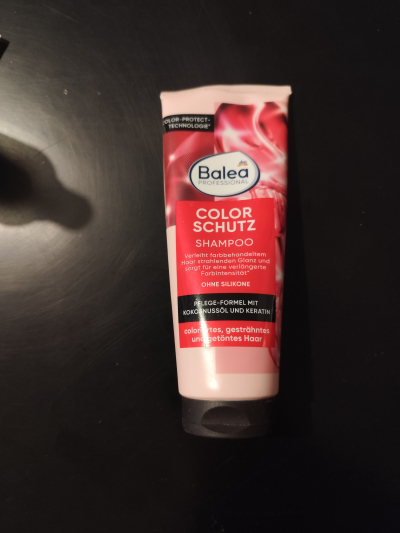 COLOR-PROTECT-
TECHNOLOGIE*
Balea
PROFESSIONAL
COLOR
SCHUTZ
SHAMPOO
Verleiht farbbehandeltem
Haar strahlenden Glanz und
sorgt für eine verlängerte
Farbintensität*
OHNE SILIKONE
PFLEGE-FORMEL MIT
KOKOSNUSSÖL UND KERATIN
coloriertes, gesträhntes
und getöntes Haar